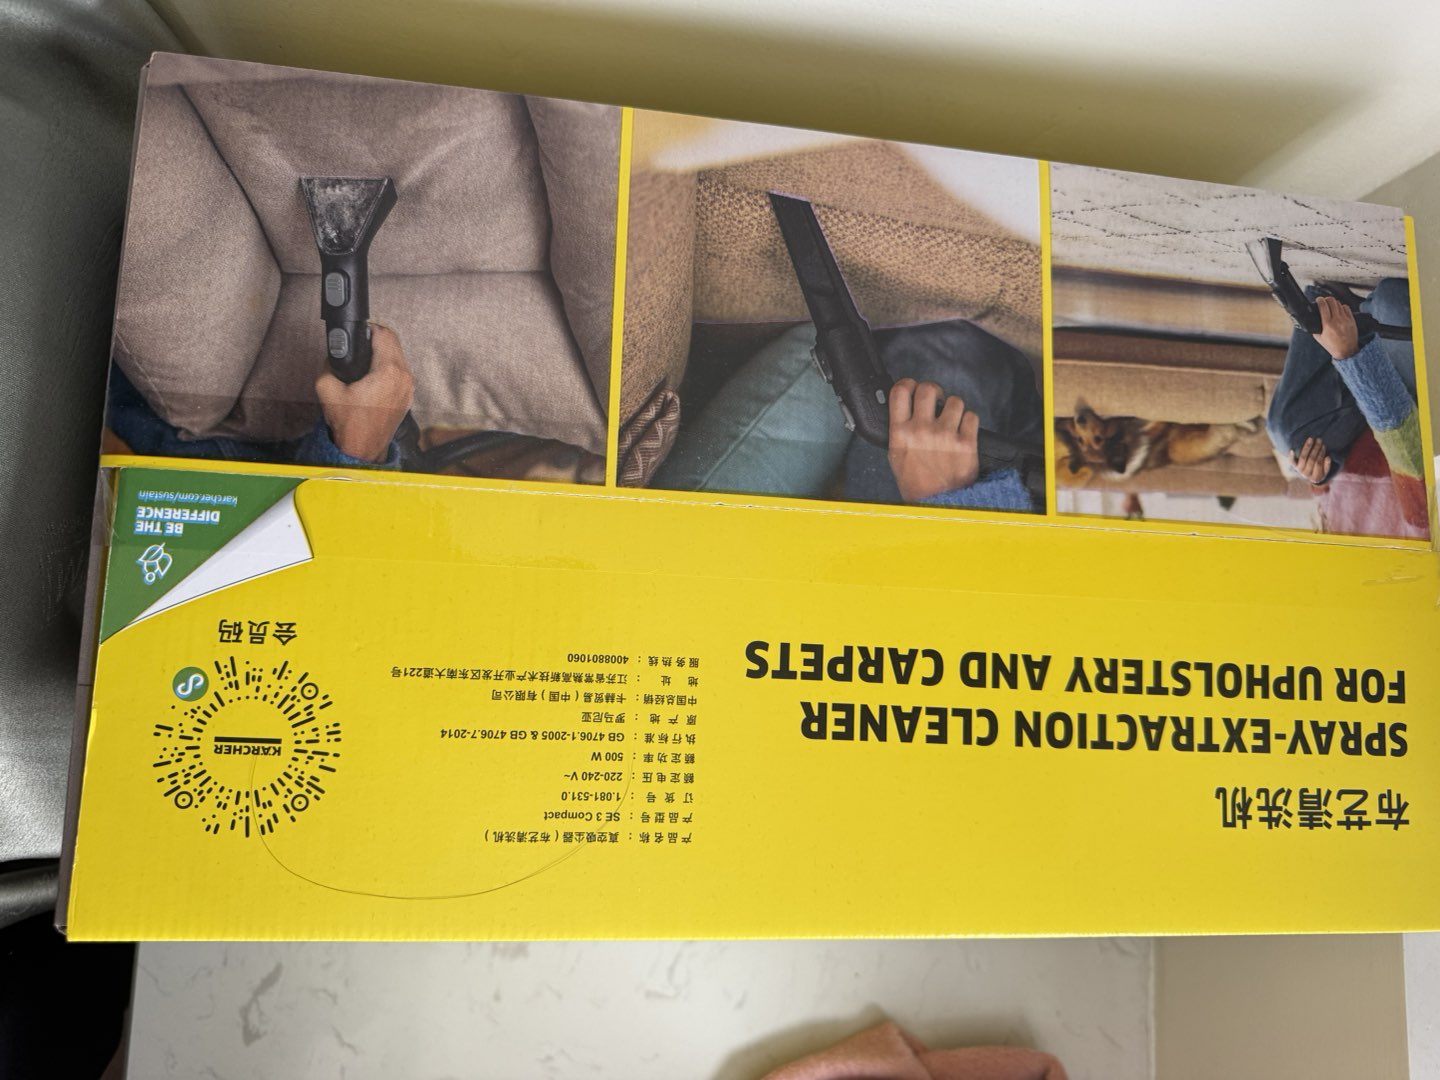 布艺清洗机
SPRAY-EXTRACTION CLEANER
FOR UPHOLSTERY AND CARPETS
产品名称：真空吸尘器（布艺清洗机）
产品型号：SE 3 Compact
订货号：1.081-531.0
额定电压：220-240 V~
额定功率：500 W
执行标准：GB 4706.1-2005 & GB 4706.7-2014
原产地：罗马尼亚
中国总经销：卡赫贸易（中国）有限公司
地址：江苏省常熟高新技术产业开发区东南大道221号
服务热线：4008801060
KÄRCHER
会员码
BE THE
DIFFERENCE
karcher.com/sustain